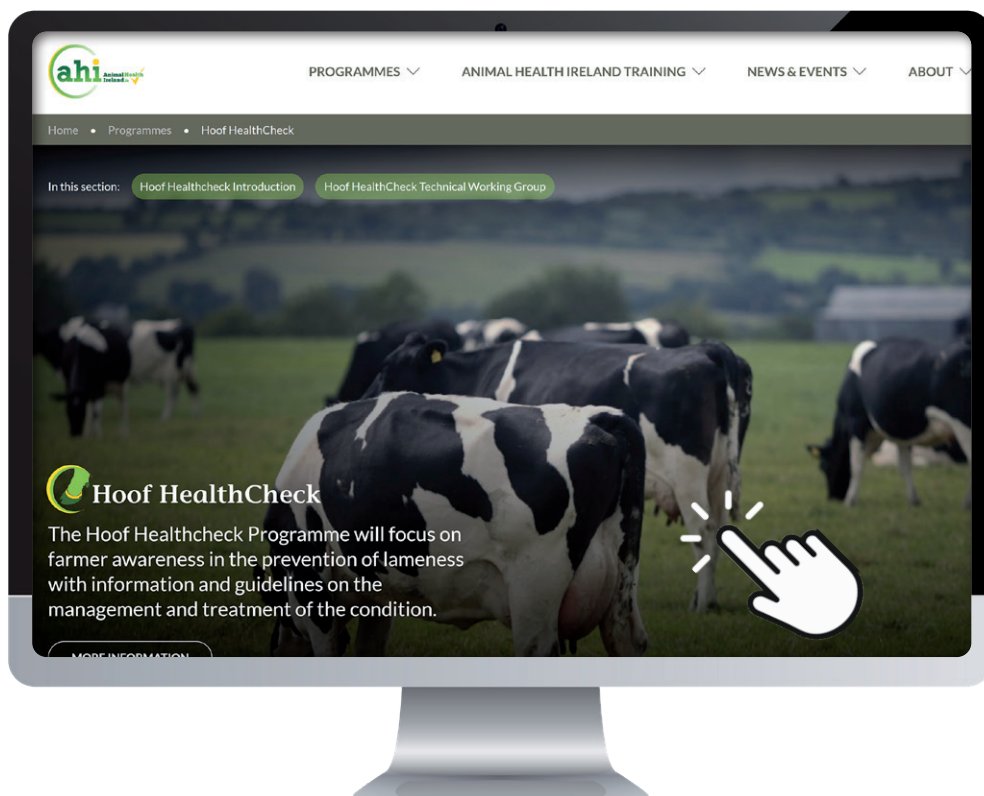 ahi Animal Health
Ireland.ie
PROGRAMMES
ANIMAL HEALTH IRELAND TRAINING
NEWS & EVENTS
ABOUT
Home • Programmes • Hoof HealthCheck
In this section: Hoof Healthcheck Introduction Hoof HealthCheck Technical Working Group
Hoof HealthCheck
The Hoof Healthcheck Programme will focus on
farmer awareness in the prevention of lameness
with information and guidelines on the
management and treatment of the condition.
MORE INFORMATION